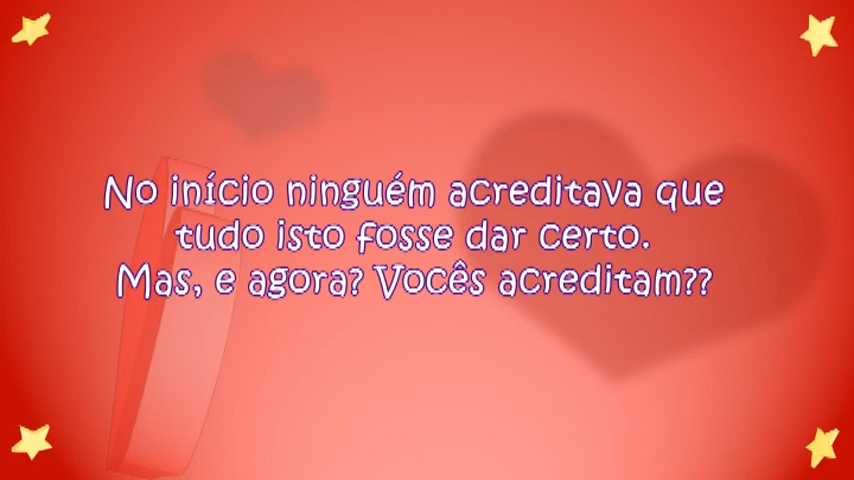 No início ninguém acreditava que
tudo isto fosse dar certo.
Mas, e agora? Vocês acreditam??